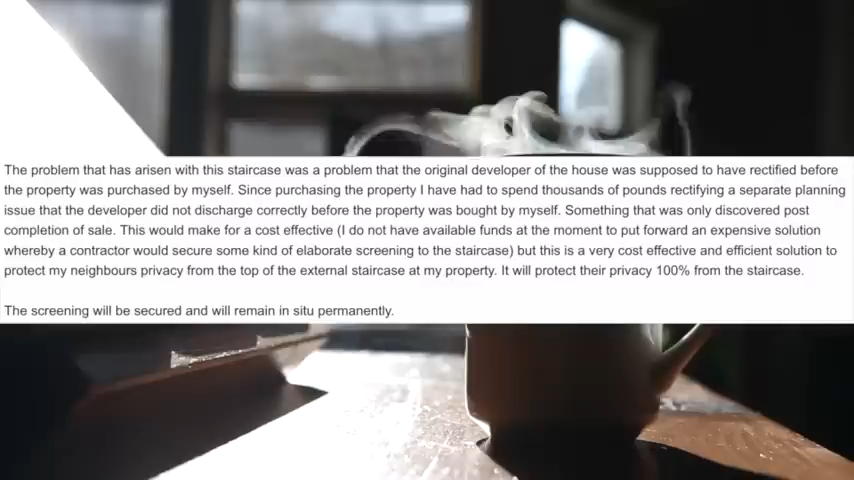 The problem that has arisen with this staircase was a problem that the original developer of the house was supposed to have rectified before
the property was purchased by myself. Since purchasing the property I have had to spend thousands of pounds rectifying a separate planning
issue that the developer did not discharge correctly before the property was bought by myself. Something that was only discovered post
completion of sale. This would make for a cost effective (I do not have available funds at the moment to put forward an expensive solution
whereby a contractor would secure some kind of elaborate screening to the staircase) but this is a very cost effective and efficient solution to
protect my neighbours privacy from the top of the external staircase at my property. It will protect their privacy 100% from the staircase.
The screening will be secured and will remain in situ permanently.